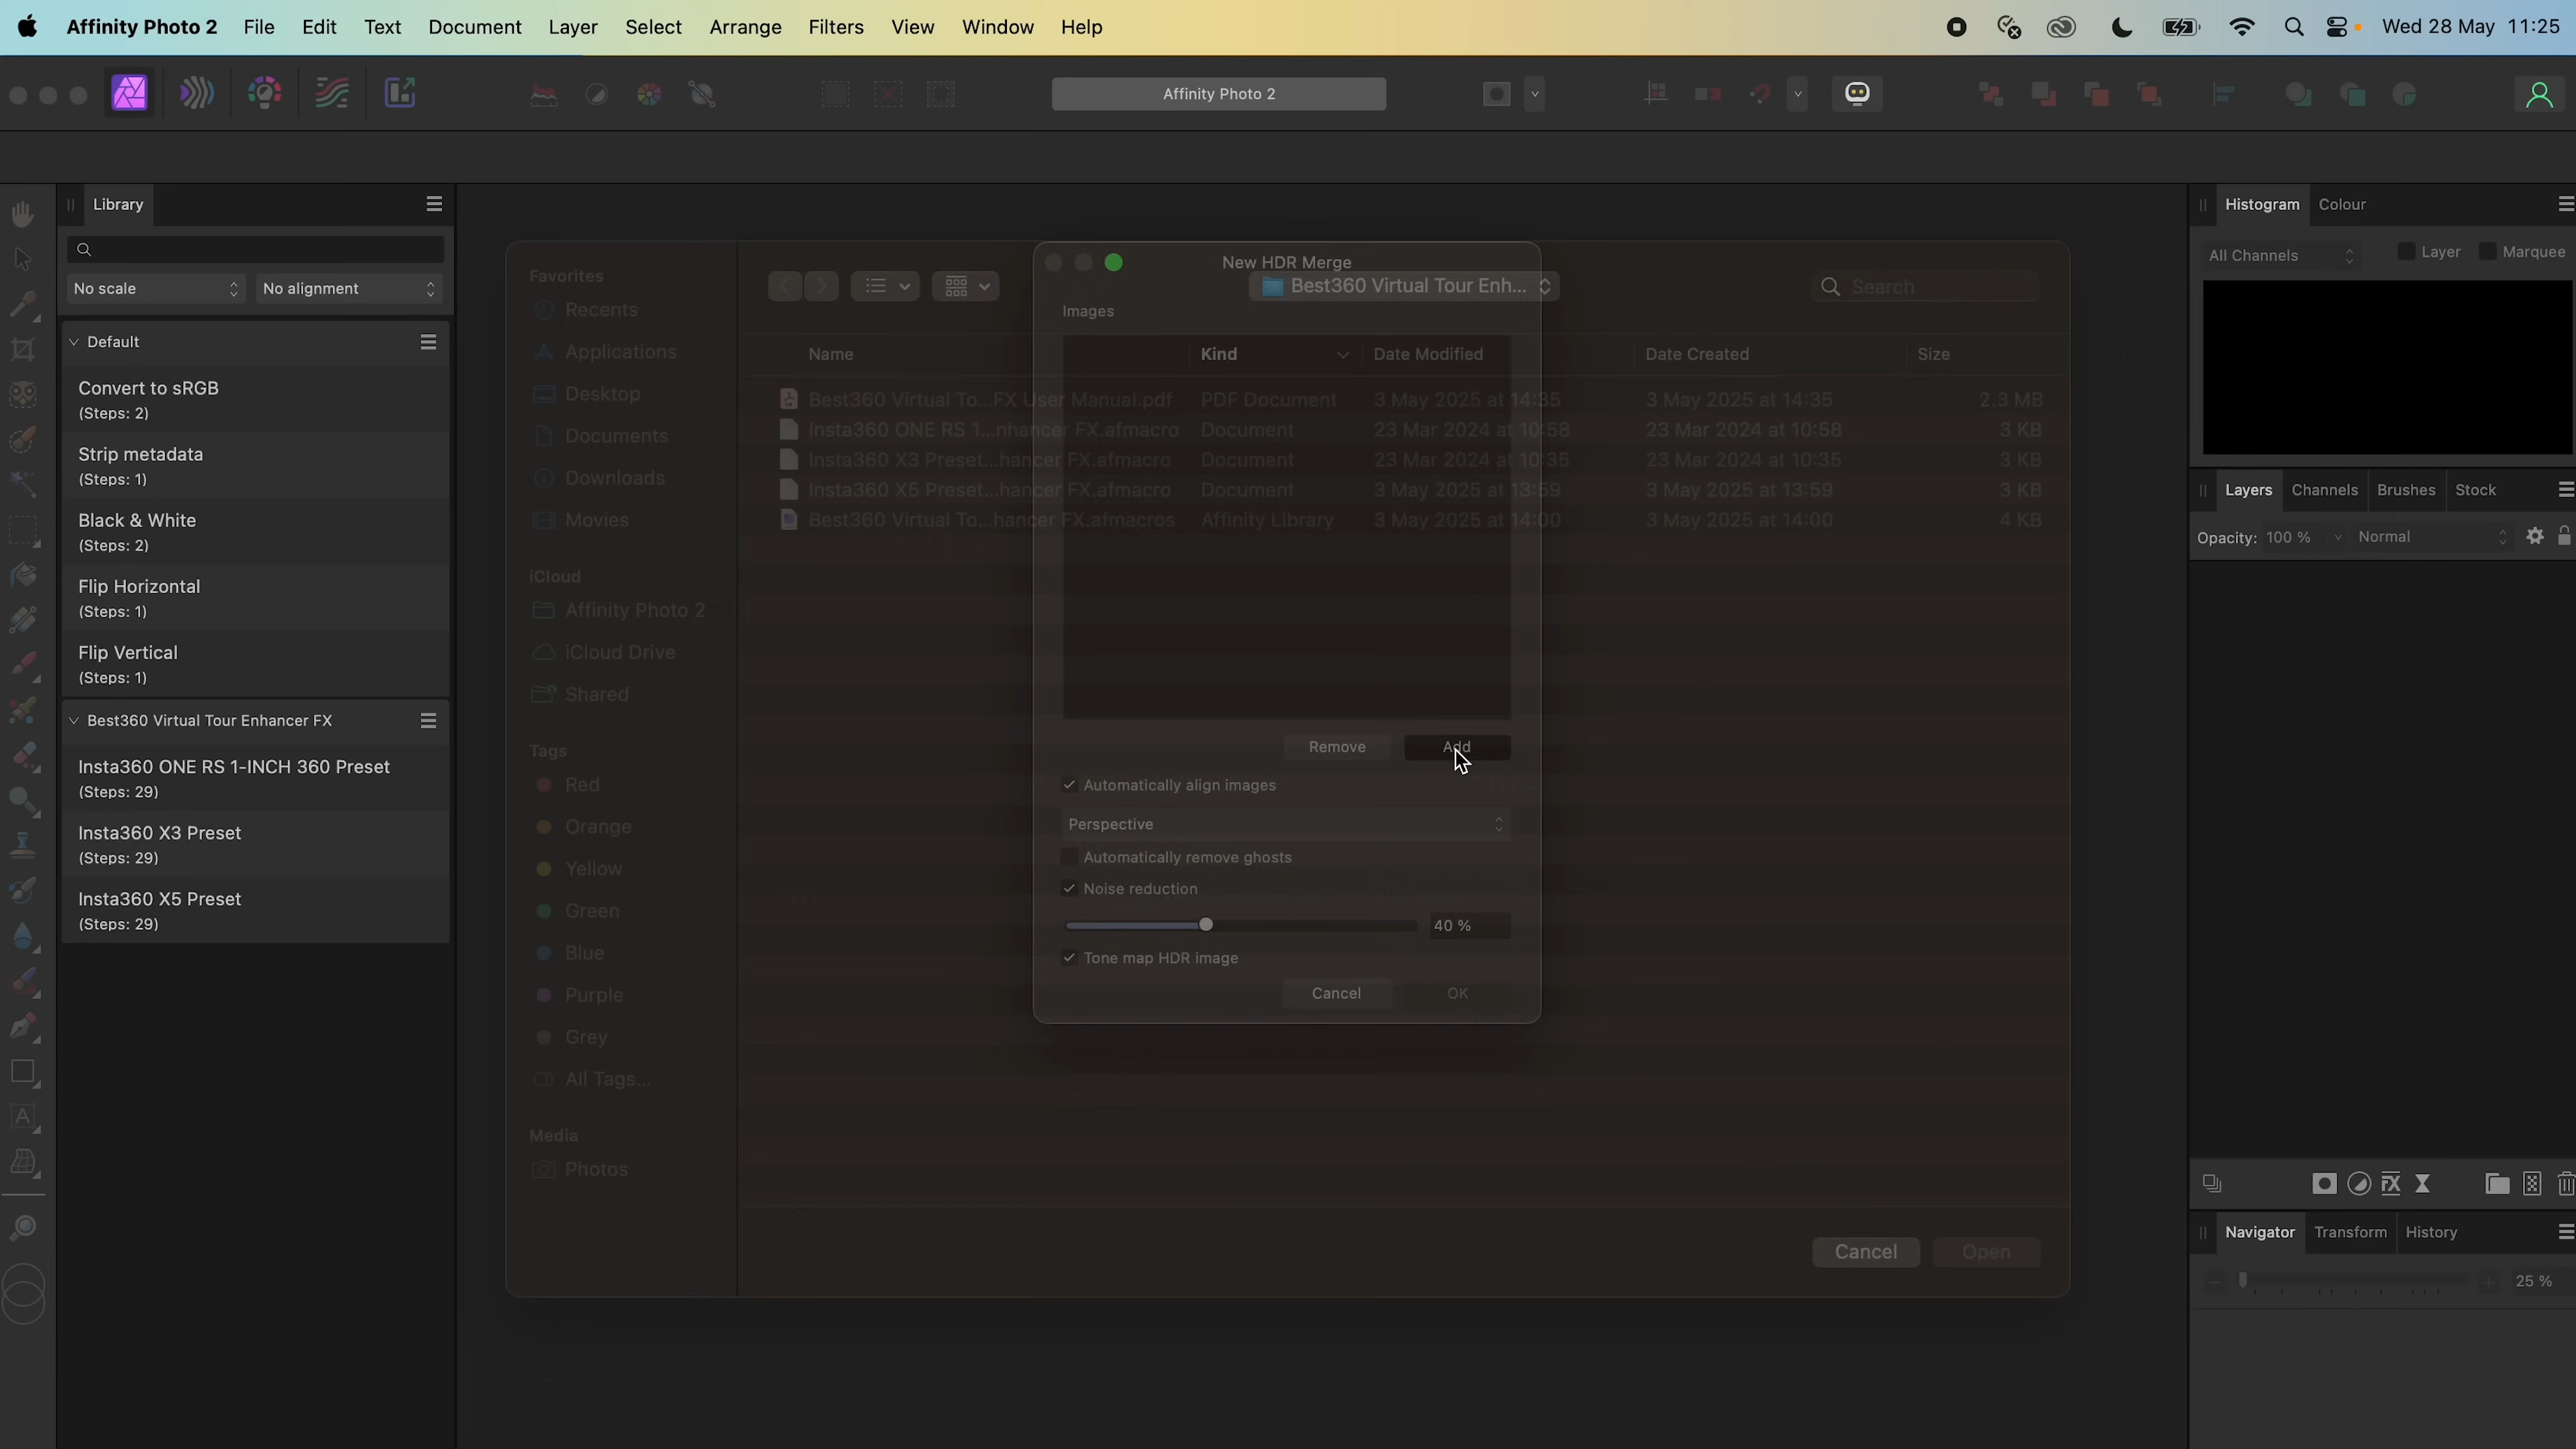 Affinity Photo 2 File Edit Text Document Layer Select Arrange Filters View Window Help Wed 28 May 11:25
Affinity Photo 2
Library
No scale No alignment
Default
Convert to sRGB
(Steps: 2)
Strip metadata
(Steps: 1)
Black & White
(Steps: 2)
Flip Horizontal
(Steps: 1)
Flip Vertical
(Steps: 1)
Best360 Virtual Tour Enhancer FX
Insta360 ONE RS 1-INCH 360 Preset
(Steps: 29)
Insta360 X3 Preset
(Steps: 29)
Insta360 X5 Preset
(Steps: 29)
Favorites
Recents
Applications
Desktop
Documents
Downloads
Movies
iCloud
Affinity Photo 2
iCloud Drive
Shared
Tags
Red
Orange
Yellow
Green
Blue
Purple
Grey
All Tags...
Media
Photos
Best360 Virtual Tour Enh... Search
Name Kind Date Modified Date Created Size
Best360 Virtual To...FX User Manual.pdf PDF Document 3 May 2025 at 14:35 3 May 2025 at 14:35 2.3 MB
Insta360 ONE RS 1...nhancer FX.afmacro Document 23 Mar 2024 at 10:58 23 Mar 2024 at 10:58 3 KB
Insta360 X3 Preset...hancer FX.afmacro Document 23 Mar 2024 at 10:35 23 Mar 2024 at 10:35 3 KB
Insta360 X5 Preset...hancer FX.afmacro Document 3 May 2025 at 13:59 3 May 2025 at 13:59 3 KB
Best360 Virtual To...hancer FX.afmacros Affinity Library 3 May 2025 at 14:00 3 May 2025 at 14:00 4 KB
Cancel Open
New HDR Merge
Images
Remove Add
Automatically align images
Perspective
Automatically remove ghosts
Noise reduction
40 %
Tone map HDR image
Cancel OK
Histogram Colour
All Channels Layer Marquee
Layers Channels Brushes Stock
Opacity: 100 % Normal
Navigator Transform History
25 %